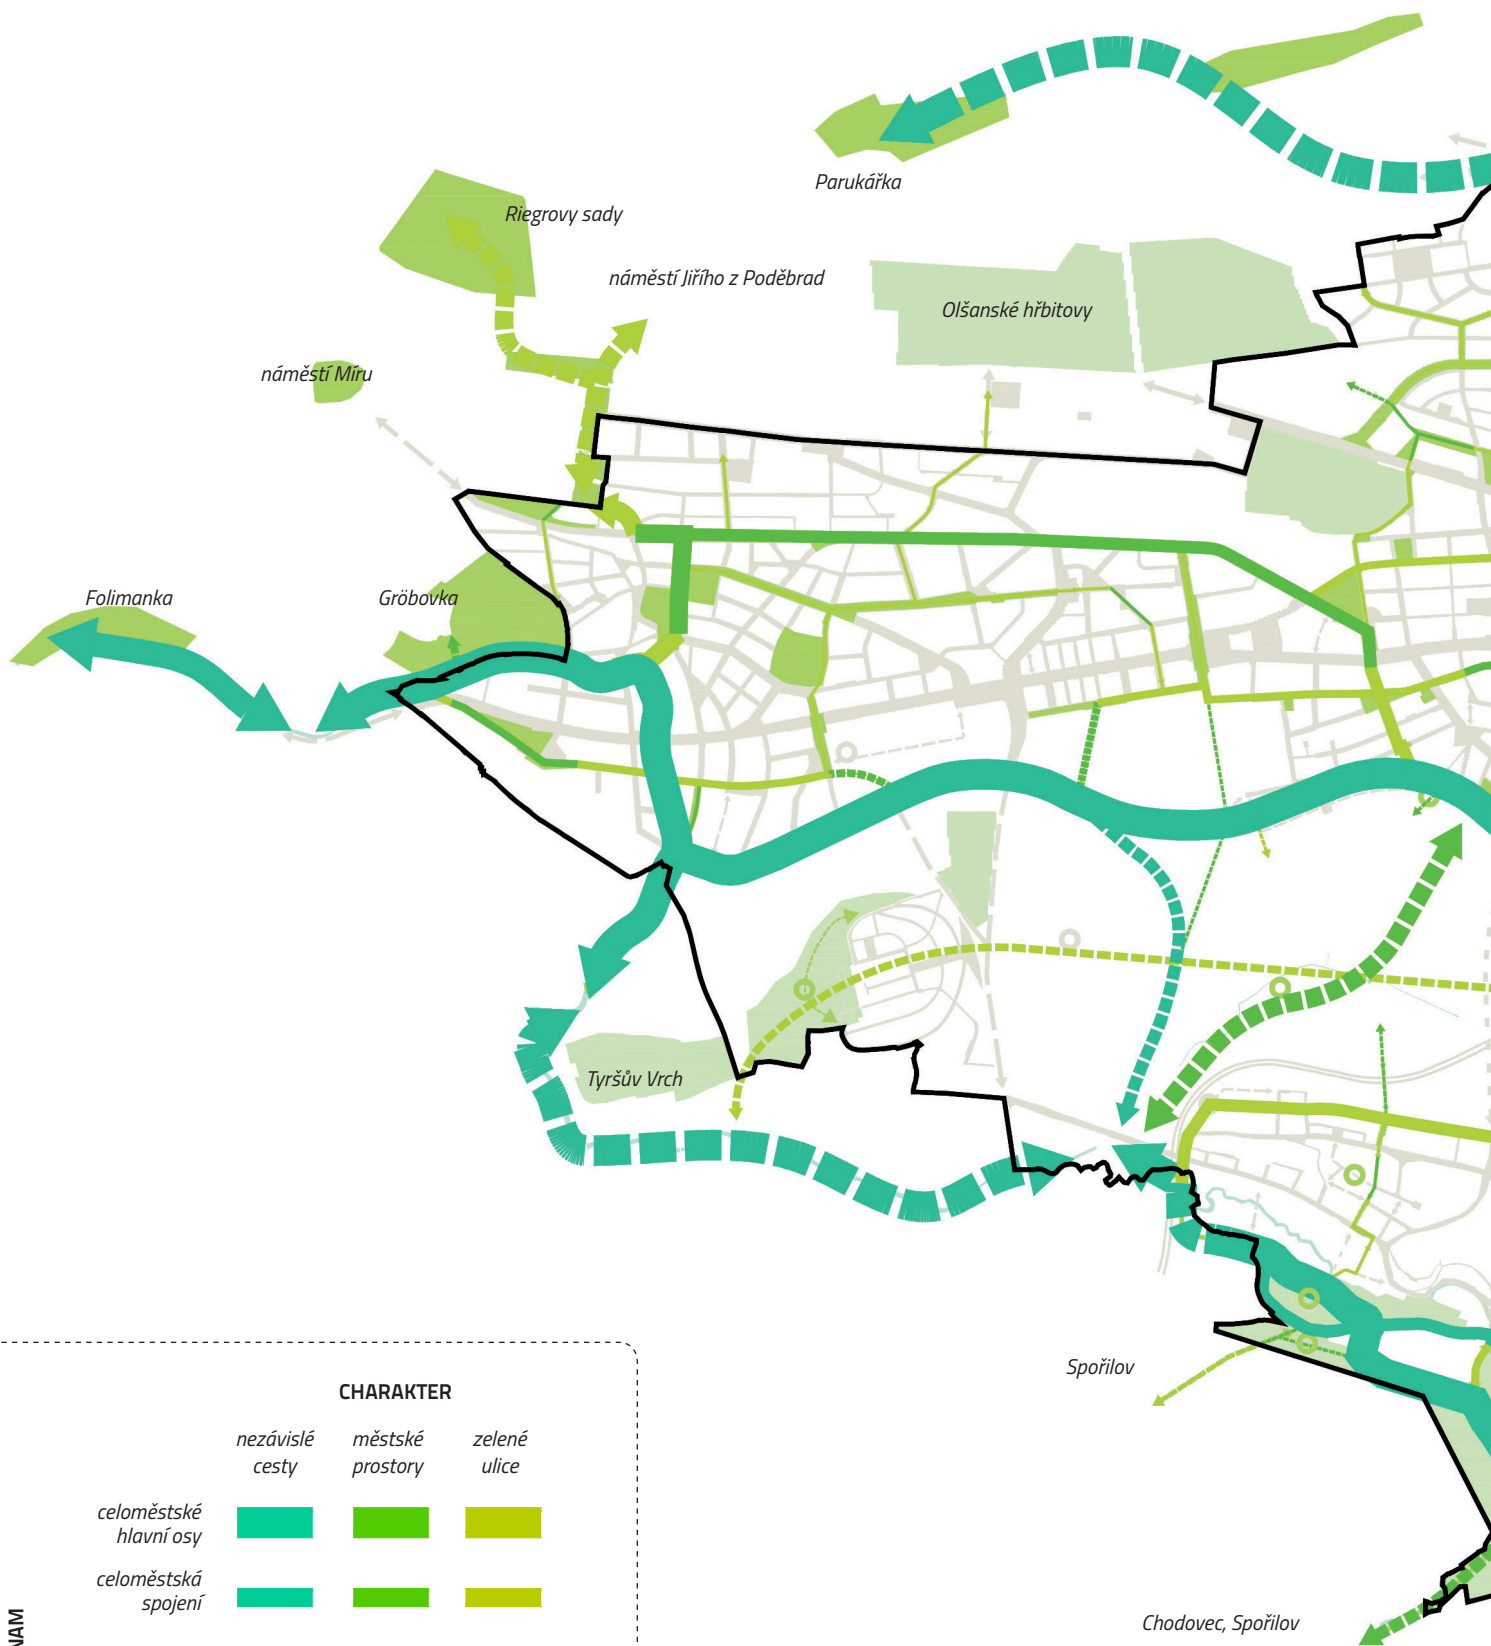 Parukářka
Riegrovy sady
náměstí Jiřího z Poděbrad
Olšanské hřbitovy
náměstí Míru
Folimanka
Gröbovka
Tyršův Vrch
Spořilov
CHARAKTER
nezávislé
cesty
městské
prostory
zelené
ulice
celoměstské
hlavní osy
celoměstská
spojení
Chodovec, Spořilov